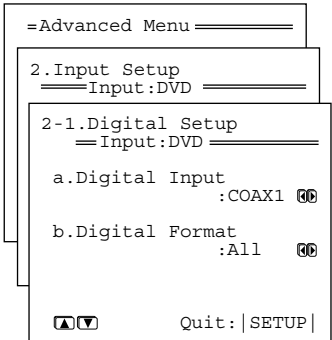 =Advanced Menu
2.Input Setup
Input:DVD
2-1.Digital Setup
Input:DVD
a.Digital Input
:COAX1
b.Digital Format
:All
Quit:|SETUP|